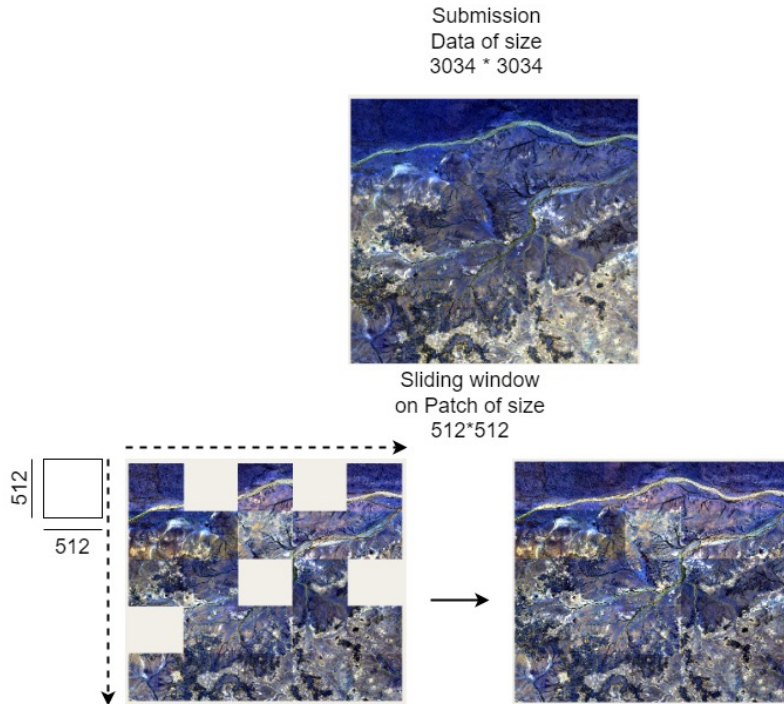 Submission
Data of size
3034 * 3034
Sliding window
on Patch of size
512*512
512
512